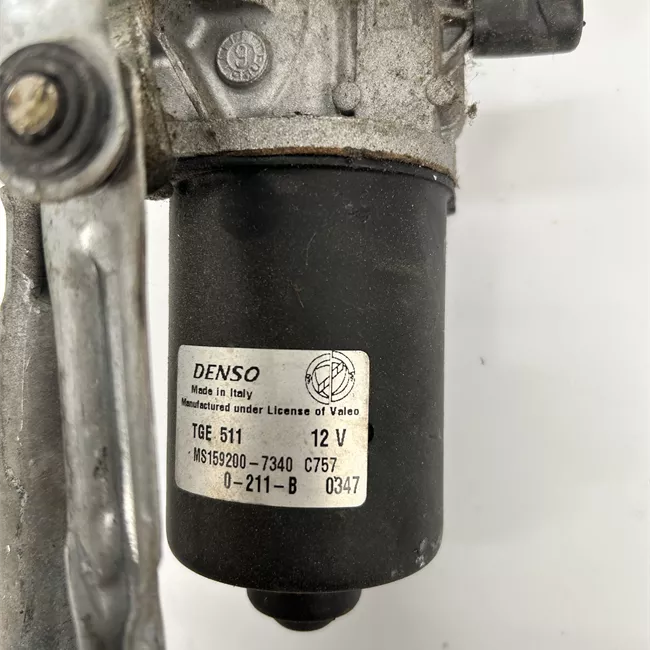 DENSO
Made in Italy
Manufactured under License of Valeo
TGE 511 12 V
MS159200-7340 C757
0-211-B 0347